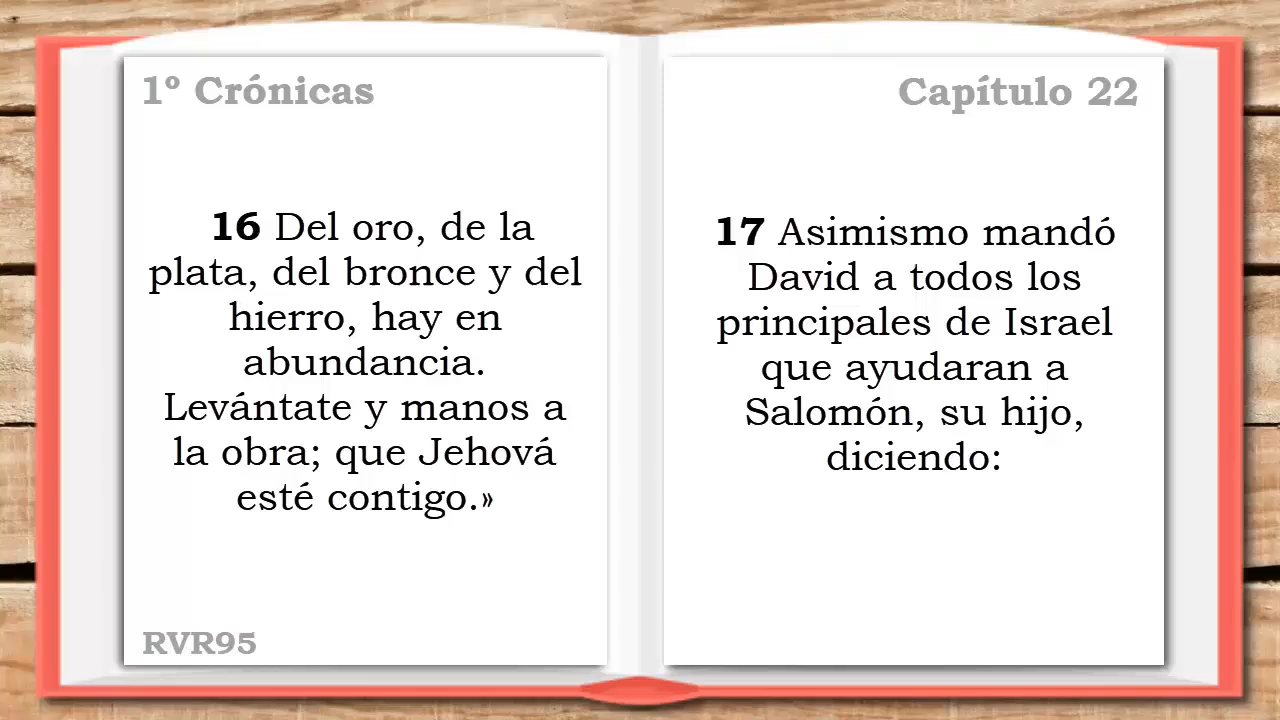 1º Crónicas
16 Del oro, de la
plata, del bronce y del
hierro, hay en
abundancia.
Levántate y manos a
la obra; que Jehová
esté contigo.»
RVR95
Capítulo 22
17 Asimismo mandó
David a todos los
principales de Israel
que ayudaran a
Salomón, su hijo,
diciendo: